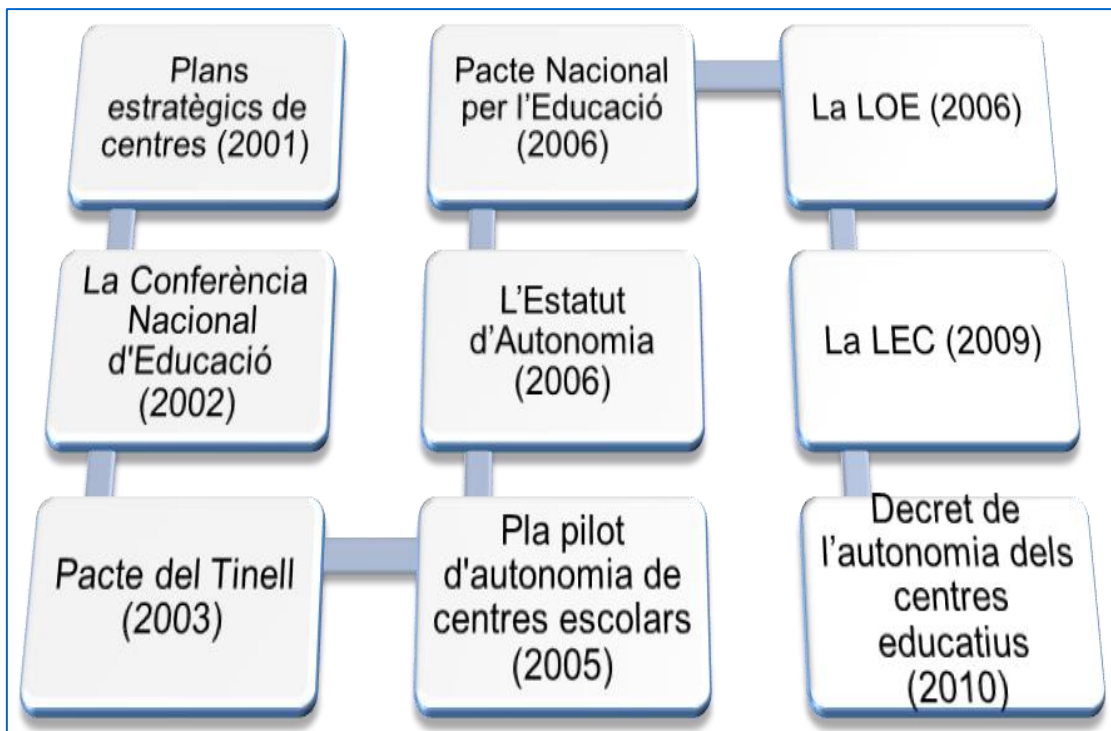 Plans
estratègics de
centres (2001)
La Conferència
Nacional
d'Educació
(2002)
Pacte del Tinell
(2003)
Pla pilot
d'autonomia de
centres escolars
(2005)
L’Estatut
d’Autonomia
(2006)
Pacte Nacional
per l’Educació
(2006)
La LOE (2006)
La LEC (2009)
Decret de
l’autonomia dels
centres
educatius
(2010)